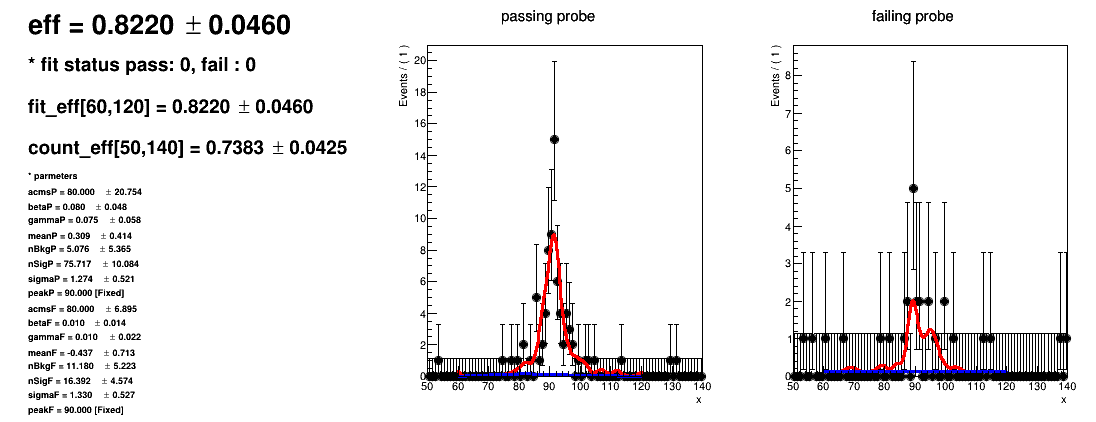 eff = 0.8220 ± 0.0460
* fit status pass: 0, fail : 0
fit_eff[60,120] = 0.8220 ± 0.0460
count_eff[50,140] = 0.7383 ± 0.0425
* parmeters
acmsP = 80.000 ± 20.754
betaP = 0.080 ± 0.048
gammaP = 0.075 ± 0.058
meanP = 0.309 ± 0.414
nBkgP = 5.076 ± 5.365
nSigP = 75.717 ± 10.084
sigmaP = 1.274 ± 0.521
peakP = 90.000 [Fixed]
acmsF = 80.000 ± 6.895
betaF = 0.010 ± 0.014
gammaF = 0.010 ± 0.022
meanF = -0.437 ± 0.713
nBkgF = 11.180 ± 5.223
nSigF = 16.392 ± 4.574
sigmaF = 1.330 ± 0.527
peakF = 90.000 [Fixed]
passing probe
Events / ( 1 )
20
18
16
14
12
10
8
6
4
2
0
50 60 70 80 90 100 110 120 130 140
x
failing probe
Events / ( 1 )
8
7
6
5
4
3
2
1
0
50 60 70 80 90 100 110 120 130 140
x